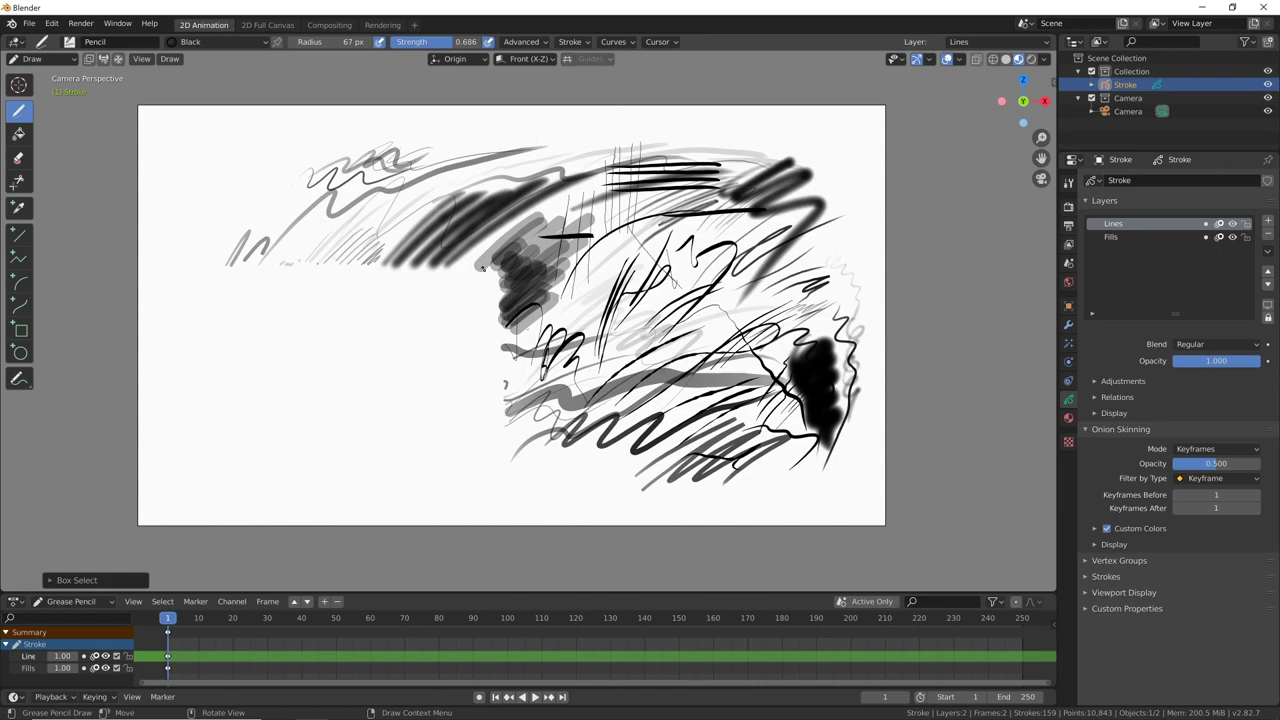 Blender
File Edit Render Window Help 2D Animation 2D Full Canvas Compositing Rendering + Scene View Layer
Pencil Black Radius 67 px Strength 0.686 Advanced Stroke Curves Cursor Layer: Lines
Draw View Draw Origin Front (X-Z) Guides
Camera Perspective
(1) Stroke
Z
Y
X
Scene Collection
Collection
Stroke
Camera
Camera
Stroke Stroke
Stroke
Layers
Lines
Fills
Blend Regular
Opacity 1.000
Adjustments
Relations
Display
Onion Skinning
Mode Keyframes
Opacity 0.500
Filter by Type Keyframe
Keyframes Before 1
Keyframes After 1
Custom Colors
Display
Vertex Groups
Strokes
Viewport Display
Custom Properties
Box Select
Grease Pencil View Select Marker Channel Frame Active Only
1 10 20 30 40 50 60 70 80 90 100 110 120 130 140 150 160 170 180 190 200 210 220 230 240 250
Summary
Stroke
Line 1.00
Fills 1.00
Playback Keying View Marker 1 Start 1 End 250
Grease Pencil Draw Move Rotate View Draw Context Menu Stroke | Layers:2 | Frames:2 | Strokes:159 | Points:10,843 | Objects:1/2 | Mem: 200.5 MiB | v2.82.7